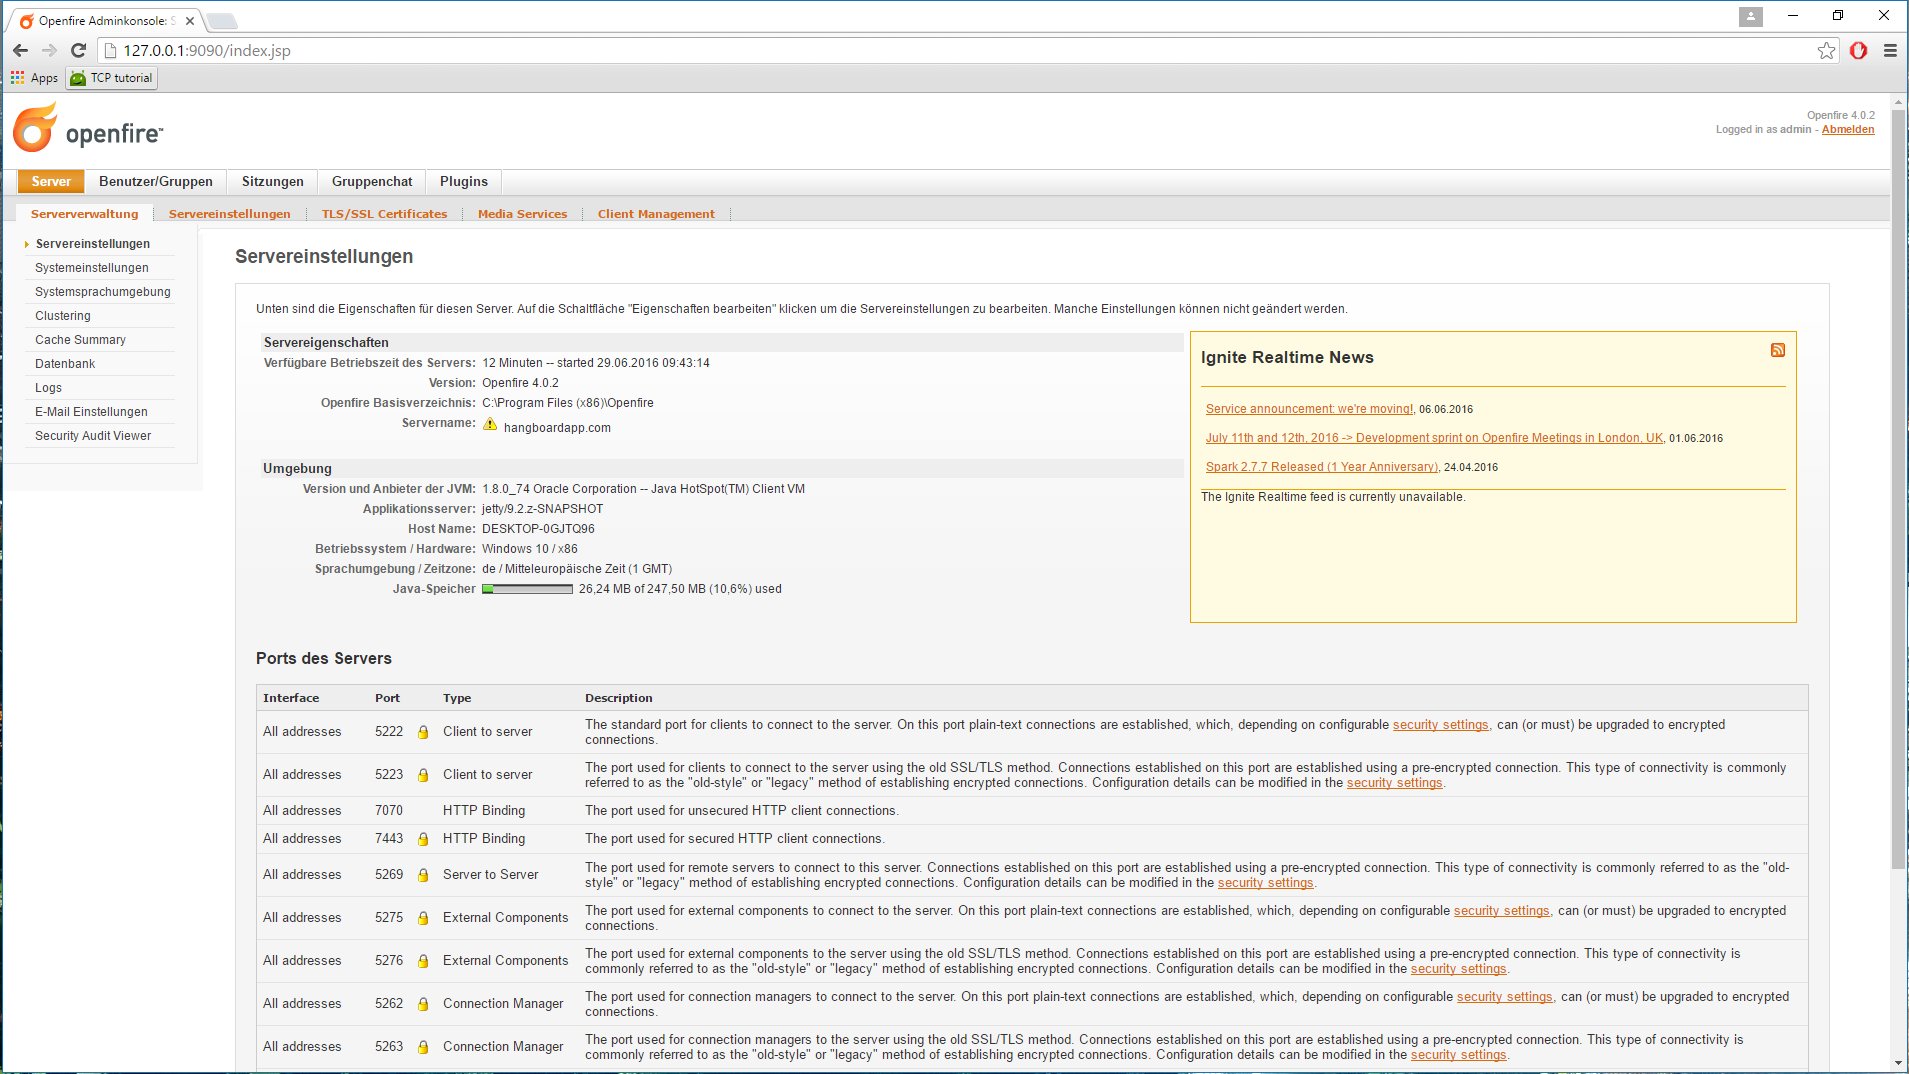 Openfire Adminkonsole: S
127.0.0.1:9090/index.jsp
Apps
TCP tutorial
openfire™
Openfire 4.0.2
Logged in as admin - Abmelden
Server
Benutzer/Gruppen
Sitzungen
Gruppenchat
Plugins
Serververwaltung
Servereinstellungen
TLS/SSL Certificates
Media Services
Client Management
Servereinstellungen
Systemeinstellungen
Systemsprachumgebung
Clustering
Cache Summary
Datenbank
Logs
E-Mail Einstellungen
Security Audit Viewer
Servereinstellungen
Unten sind die Eigenschaften für diesen Server. Auf die Schaltfläche "Eigenschaften bearbeiten" klicken um die Servereinstellungen zu bearbeiten. Manche Einstellungen können nicht geändert werden.
Servereigenschaften
Verfügbare Betriebszeit des Servers: 12 Minuten -- started 29.06.2016 09:43:14
Version: Openfire 4.0.2
Openfire Basisverzeichnis: C:\Program Files (x86)\Openfire
Servername: hangboardapp.com
Umgebung
Version und Anbieter der JVM: 1.8.0_74 Oracle Corporation -- Java HotSpot(TM) Client VM
Applikationsserver: jetty/9.2.z-SNAPSHOT
Host Name: DESKTOP-0GJTQ96
Betriebssystem / Hardware: Windows 10 / x86
Sprachumgebung / Zeitzone: de / Mitteleuropäische Zeit (1 GMT)
Java-Speicher 26,24 MB of 247,50 MB (10,6%) used
Ignite Realtime News
Service announcement: we're moving!, 06.06.2016
July 11th and 12th, 2016 -> Development sprint on Openfire Meetings in London, UK, 01.06.2016
Spark 2.7.7 Released (1 Year Anniversary), 24.04.2016
The Ignite Realtime feed is currently unavailable.
Ports des Servers
Interface Port Type Description
All addresses 5222 Client to server The standard port for clients to connect to the server. On this port plain-text connections are established, which, depending on configurable security settings, can (or must) be upgraded to encrypted
connections.
All addresses 5223 Client to server The port used for clients to connect to the server using the old SSL/TLS method. Connections established on this port are established using a pre-encrypted connection. This type of connectivity is commonly
referred to as the "old-style" or "legacy" method of establishing encrypted connections. Configuration details can be modified in the security settings.
All addresses 7070 HTTP Binding The port used for unsecured HTTP client connections.
All addresses 7443 HTTP Binding The port used for secured HTTP client connections.
All addresses 5269 Server to Server The port used for remote servers to connect to this server. Connections established on this port are established using a pre-encrypted connection. This type of connectivity is commonly referred to as the "old-
style" or "legacy" method of establishing encrypted connections. Configuration details can be modified in the security settings.
All addresses 5275 External Components The port used for external components to connect to the server. On this port plain-text connections are established, which, depending on configurable security settings, can (or must) be upgraded to encrypted
connections.
All addresses 5276 External Components The port used for external components to the server using the old SSL/TLS method. Connections established on this port are established using a pre-encrypted connection. This type of connectivity is
commonly referred to as the "old-style" or "legacy" method of establishing encrypted connections. Configuration details can be modified in the security settings.
All addresses 5262 Connection Manager The port used for connection managers to connect to the server. On this port plain-text connections are established, which, depending on configurable security settings, can (or must) be upgraded to encrypted
connections.
All addresses 5263 Connection Manager The port used for connection managers to the server using the old SSL/TLS method. Connections established on this port are established using a pre-encrypted connection. This type of connectivity is
commonly referred to as the "old-style" or "legacy" method of establishing encrypted connections. Configuration details can be modified in the security settings.